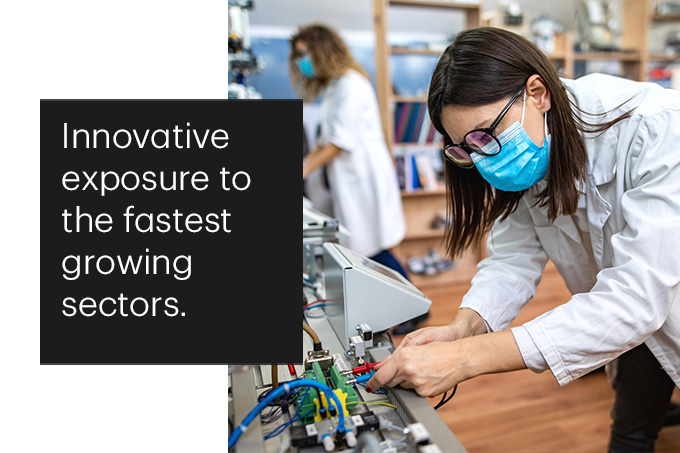 Innovative
exposure to
the fastest
growing
sectors.